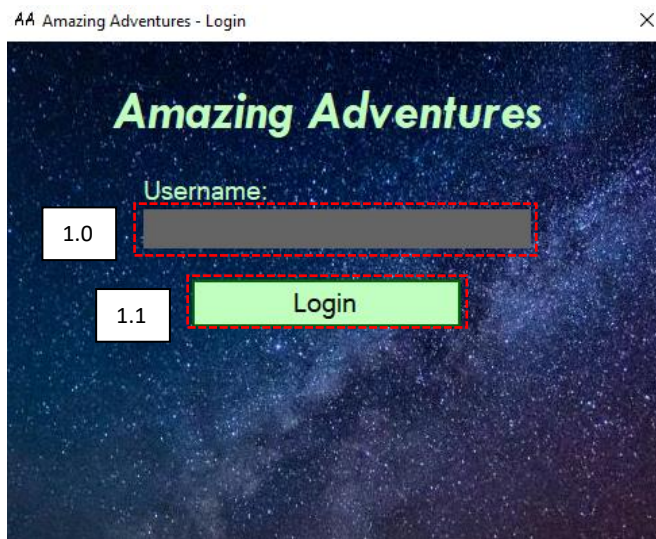 AA Amazing Adventures - Login
Amazing Adventures
Username:
1.0
1.1 Login